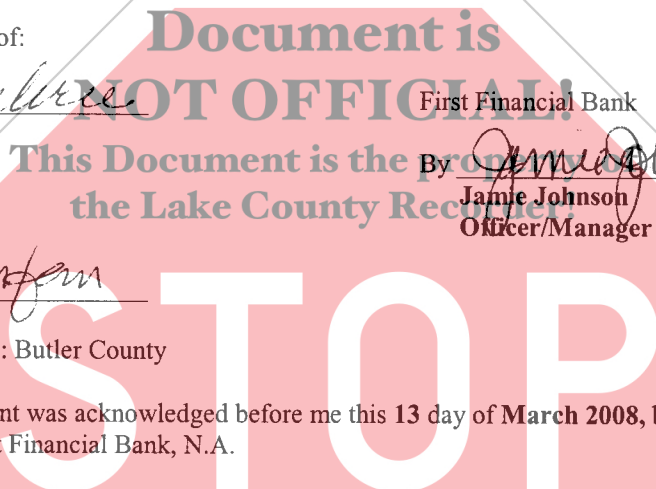 of:
Document is
NOT OFFICIAL!
First Financial Bank
This Document is the property of
By
the Lake County Recorder!
Jamie Johnson
Officer/Manager
: Butler County
STOP
nt was acknowledged before me this 13 day of March 2008, b
t Financial Bank, N.A.